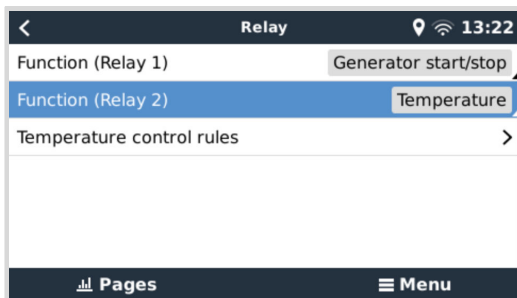 Relay 13:22
Function (Relay 1) Generator start/stop
Function (Relay 2) Temperature
Temperature control rules
Pages Menu